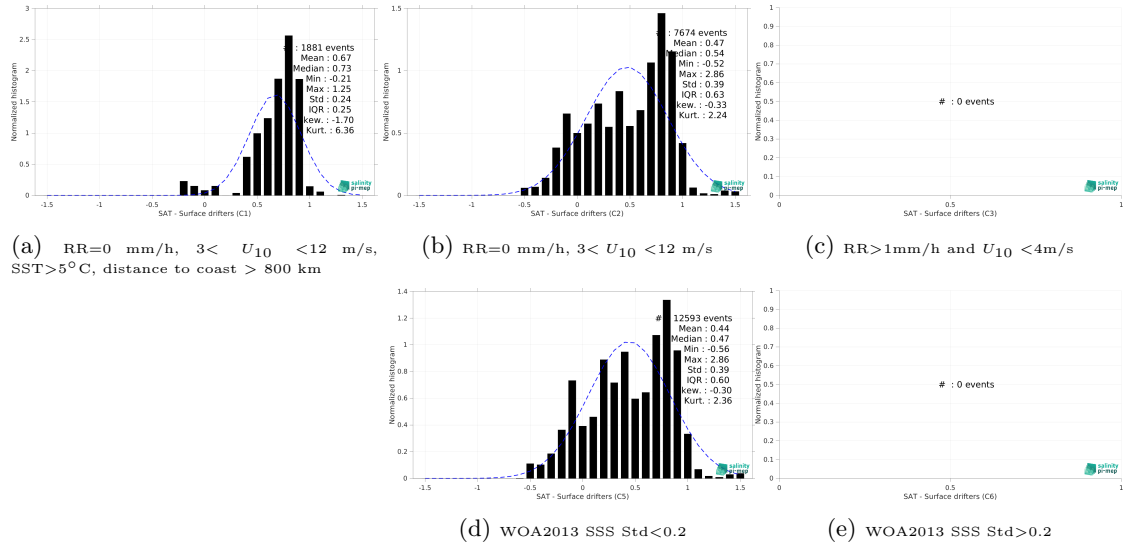 3
2.5
2
1.5
1
0.5
0
Normalized histogram
: 1881 events
Mean : 0.67
Median : 0.73
Min : -0.21
Max : 1.25
Std : 0.24
IQR : 0.25
kew. : -1.70
Kurt. : 6.36
salinity
pi-mep
-1.5 -1 -0.5 0 0.5 1 1.5
SAT - Surface drifters (C1)
(a) RR=0 mm/h, 3< U10 <12 m/s,
SST>5°C, distance to coast > 800 km
1.5
1
0.5
0
Normalized histogram
: 7674 events
Mean : 0.47
Median : 0.54
Min : -0.52
Max : 2.86
Std : 0.39
IQR : 0.63
kew. : -0.33
Kurt. : 2.24
salinity
pi-mep
-1.5 -1 -0.5 0 0.5 1 1.5
SAT - Surface drifters (C2)
(b) RR=0 mm/h, 3< U10 <12 m/s
1
0.9
0.8
0.7
0.6
0.5
0.4
0.3
0.2
0.1
0
Normalized histogram
# : 0 events
salinity
pi-mep
0 0.5 1
SAT - Surface drifters (C3)
(c) RR>1mm/h and U10 <4m/s
1.4
1.2
1
0.8
0.6
0.4
0.2
0
Normalized histogram
# 12593 events
Mean : 0.44
Median : 0.47
Min : -0.56
Max : 2.86
Std : 0.39
IQR : 0.60
kew. : -0.30
Kurt. : 2.36
salinity
pi-mep
-1.5 -1 -0.5 0 0.5 1 1.5
SAT - Surface drifters (C5)
(d) WOA2013 SSS Std<0.2
1
0.9
0.8
0.7
0.6
0.5
0.4
0.3
0.2
0.1
0
Normalized histogram
# : 0 events
salinity
pi-mep
0 0.5 1
SAT - Surface drifters (C6)
(e) WOA2013 SSS Std>0.2